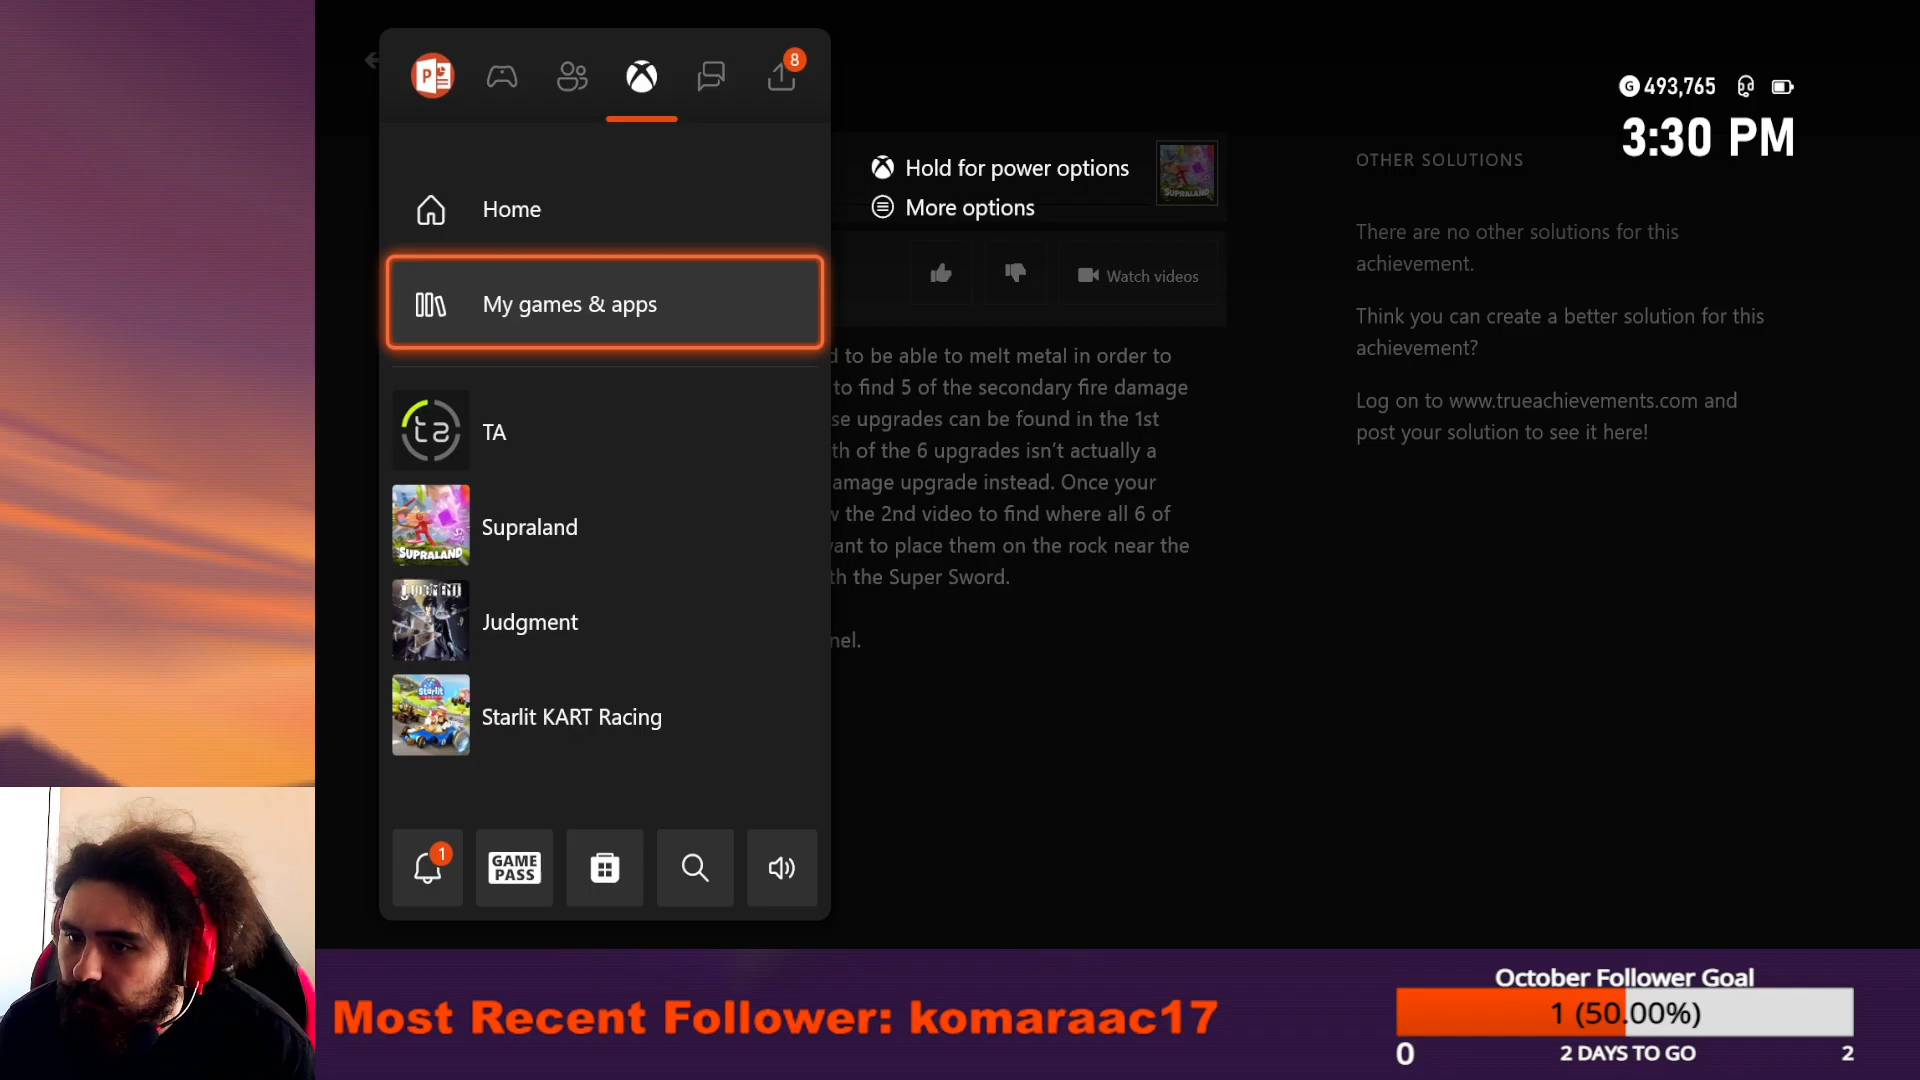 8
G 493,765
3:30 PM
Home
My games & apps
Hold for power options
More options
SUPRALAND
OTHER SOLUTIONS
There are no other solutions for this
achievement.
Think you can create a better solution for this
achievement?
Log on to www.trueachievements.com and
post your solution to see it here!
Watch videos
to be able to melt metal in order to
to find 5 of the secondary fire damage
se upgrades can be found in the 1st
th of the 6 upgrades isn't actually a
amage upgrade instead. Once your
the 2nd video to find where all 6 of
ant to place them on the rock near the
th the Super Sword.
nel.
ta
TA
SUPRALAND
Supraland
JUDGMENT
Judgment
Starlit
Starlit KART Racing
1
GAME
PASS
Most Recent Follower: komaraac17
October Follower Goal
1 (50.00%)
0
2 DAYS TO GO
2